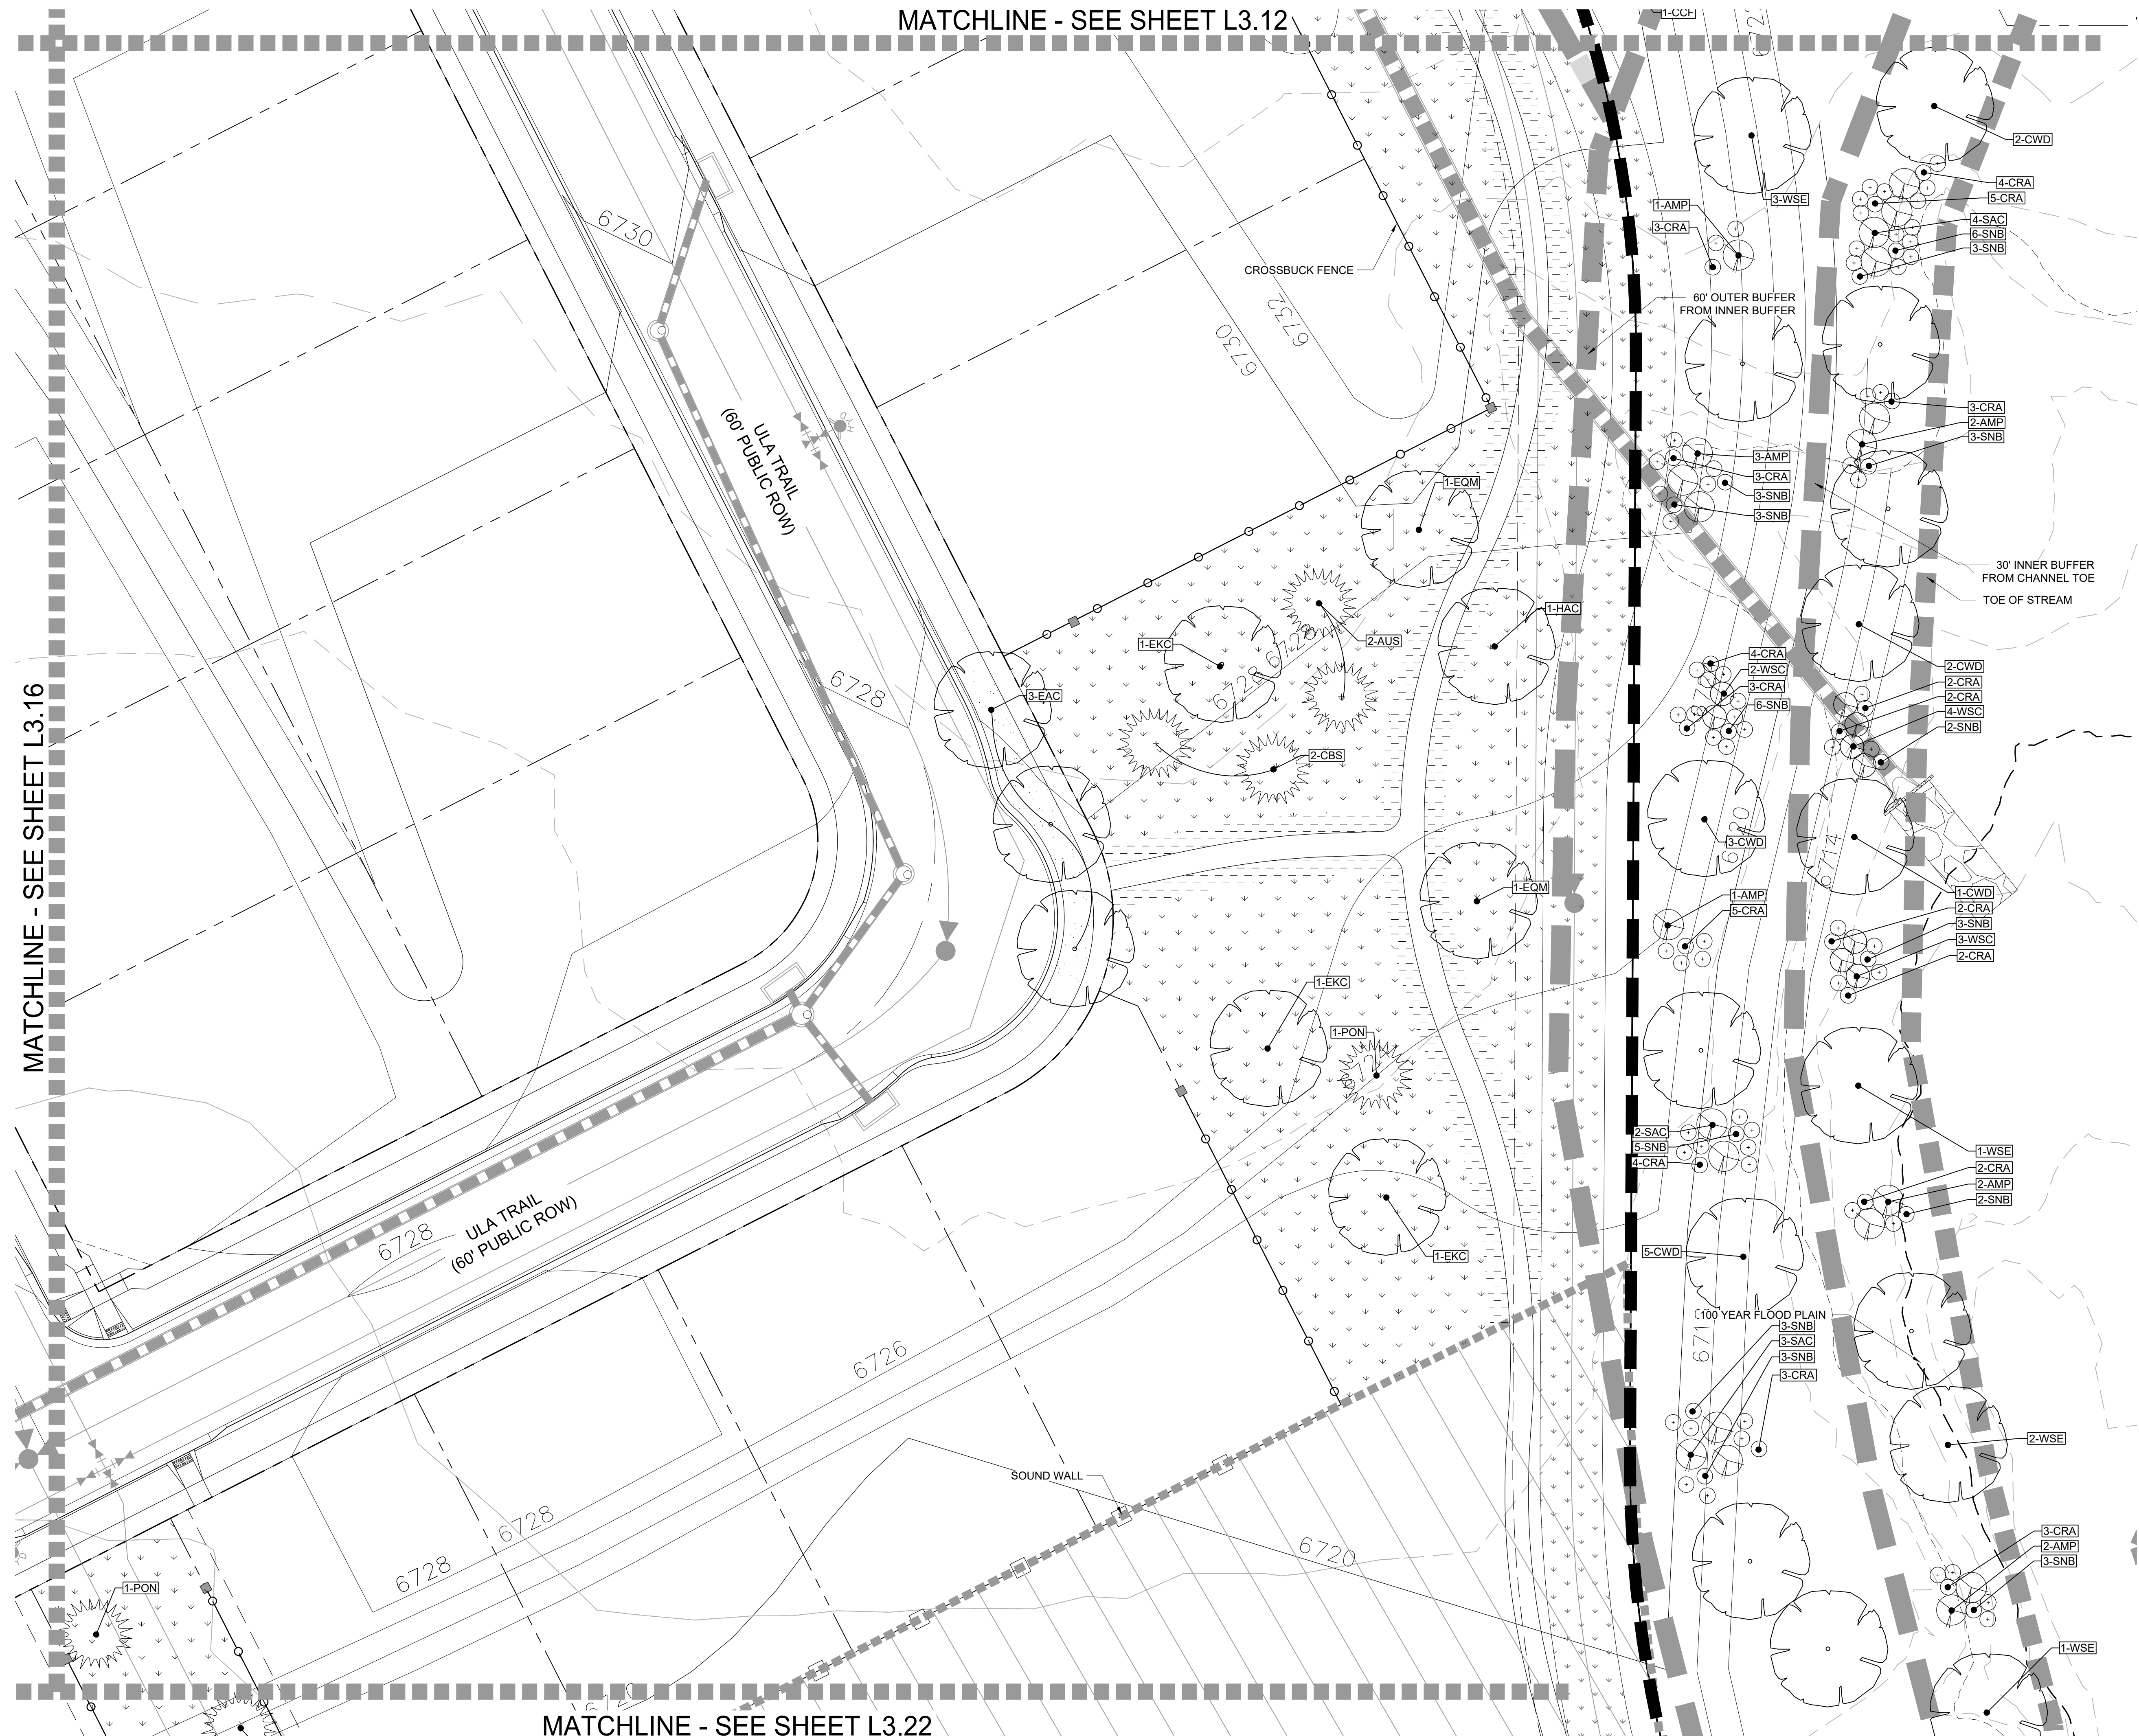 MATCHLINE - SEE SHEET L3.12
1-CCF
2-CWD
4-CRA
5-CRA
3-WSE
1-AMP
3-CRA
4-SAC
6-SNB
3-SNB
6730
CROSSBUCK FENCE
60' OUTER BUFFER
FROM INNER BUFFER
6732
6730
3-CRA
2-AMP
3-SNB
ULA TRAIL
(60' PUBLIC ROW)
1-EQM
3-AMP
3-CRA
3-SNB
3-SNB
30' INNER BUFFER
FROM CHANNEL TOE
TOE OF STREAM
1-HAC
1-EKC
2-AUS
6728
6728
4-CRA
2-WSC
3-CRA
6-SNB
2-CWD
2-CRA
2-CRA
4-WSC
2-SNB
6728
3-EAC
2-CBS
MATCHLINE - SEE SHEET L3.16
3-CWD
6720
6714
1-EQM
1-AMP
5-CRA
1-CWD
2-CRA
3-SNB
3-WSC
2-CRA
1-EKC
1-PON
2-SAC
5-SNB
4-CRA
1-WSE
2-CRA
2-AMP
2-SNB
ULA TRAIL
(60' PUBLIC ROW)
6728
1-EKC
5-CWD
100 YEAR FLOOD PLAIN
3-SNB
3-SAC
3-SNB
3-CRA
6726
2-WSE
SOUND WALL
6728
6728
6720
3-CRA
2-AMP
3-SNB
1-PON
1-WSE
MATCHLINE - SEE SHEET L3.22